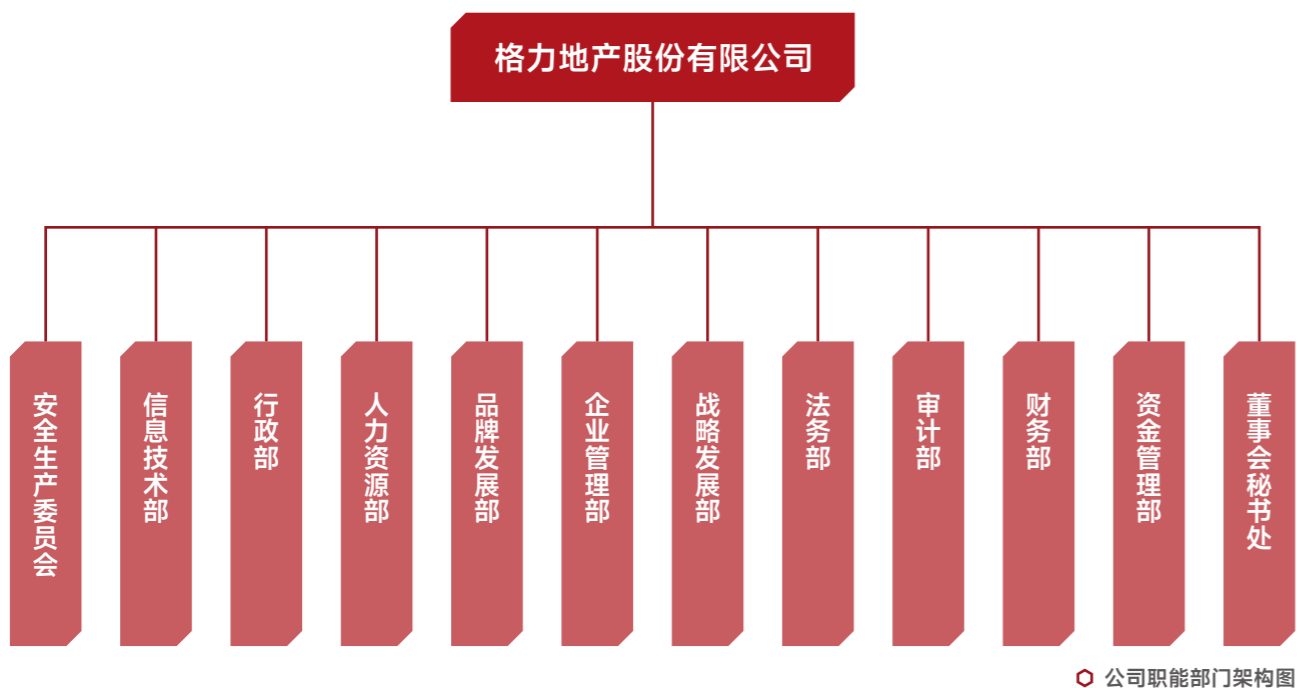 格力地产股份有限公司
安全生产委员会
信息技术部
行政部
人力资源部
品牌发展部
企业管理部
战略发展部
法务部
审计部
财务部
资金管理部
董事会秘书处
公司职能部门架构图